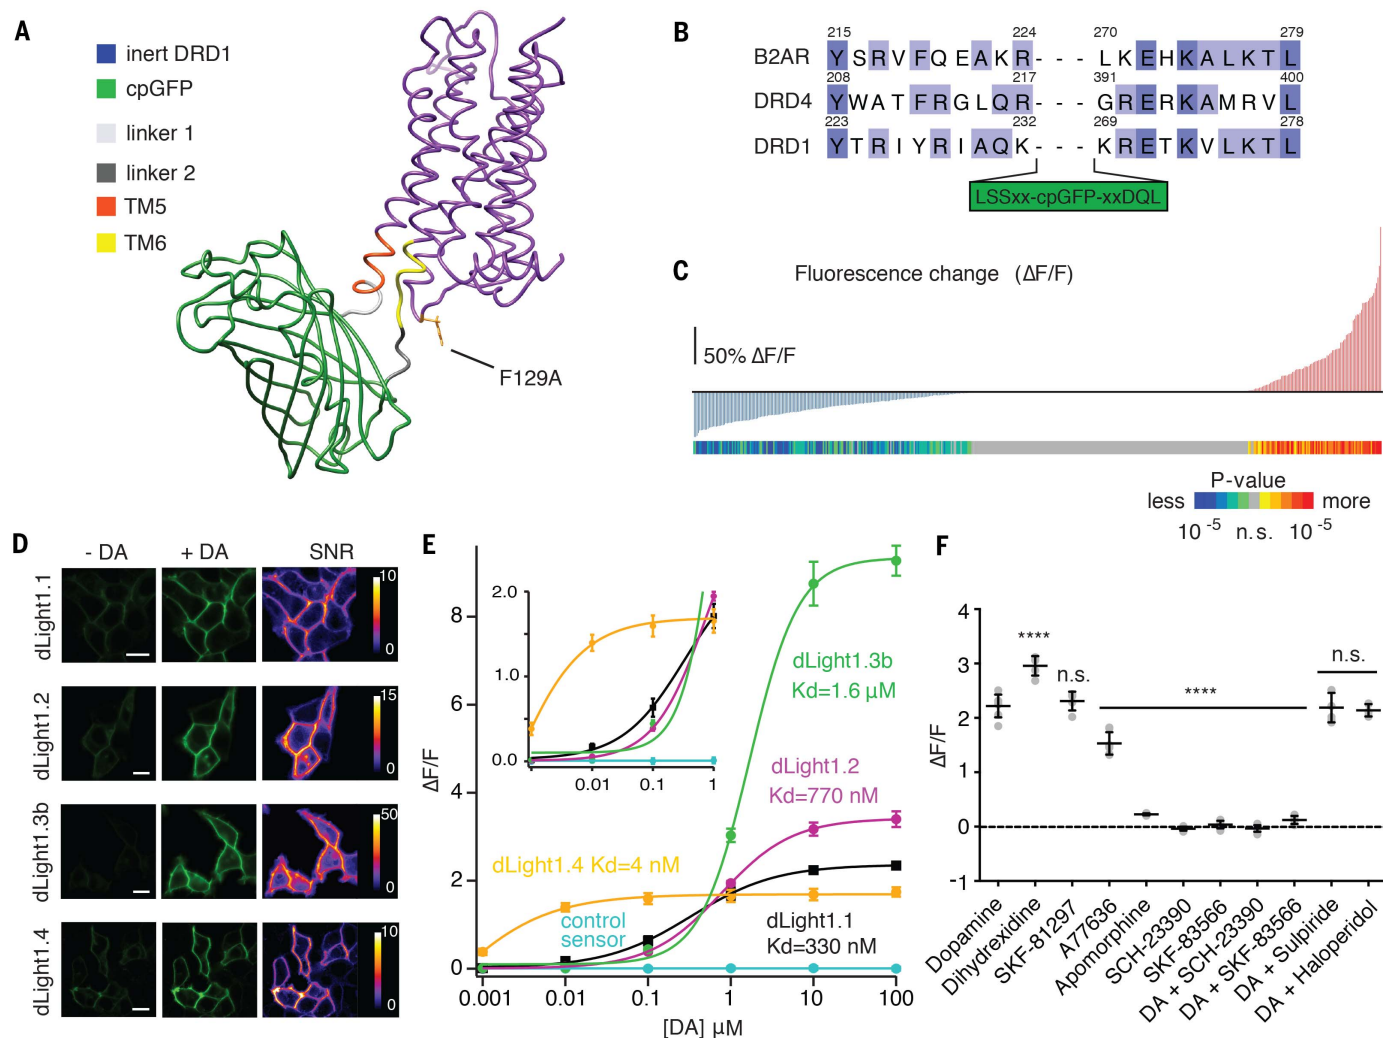 A
inert DRD1
cpGFP
linker 1
linker 2
TM5
TM6
F129A
B
215 224 270 279
B2AR Y S R V F Q E A K R - - - L K E H K A L K T L
208 217 391 400
DRD4 Y W A T F R G L Q R - - - G R E R K A M R V L
223 232 269 278
DRD1 Y T R I Y R I A Q K - - - K R E T K V L K T L
LSSxx-cpGFP-xxDQL
C
Fluorescence change (ΔF/F)
50% ΔF/F
P-value
less more
10 -5 n.s. 10 -5
D
- DA + DA SNR
dLight1.1
10
0
dLight1.2
15
0
dLight1.3b
50
0
dLight1.4
10
0
E
ΔF/F
8
6
4
2
0
2.0
1.0
0.0
0.01 0.1 1
dLight1.3b
Kd=1.6 µM
dLight1.2
Kd=770 nM
dLight1.4 Kd=4 nM
control
sensor
dLight1.1
Kd=330 nM
0.001 0.01 0.1 1 10 100
[DA] µM
F
ΔF/F
4
3
2
1
0
-1
****
n.s.
****
n.s.
Dopamine
Dihydrexidine
SKF-81297
A77636
Apomorphine
SCH-23390
SKF-83566
DA + SCH-23390
DA + SKF-83566
DA + Sulpiride
DA + Haloperidol